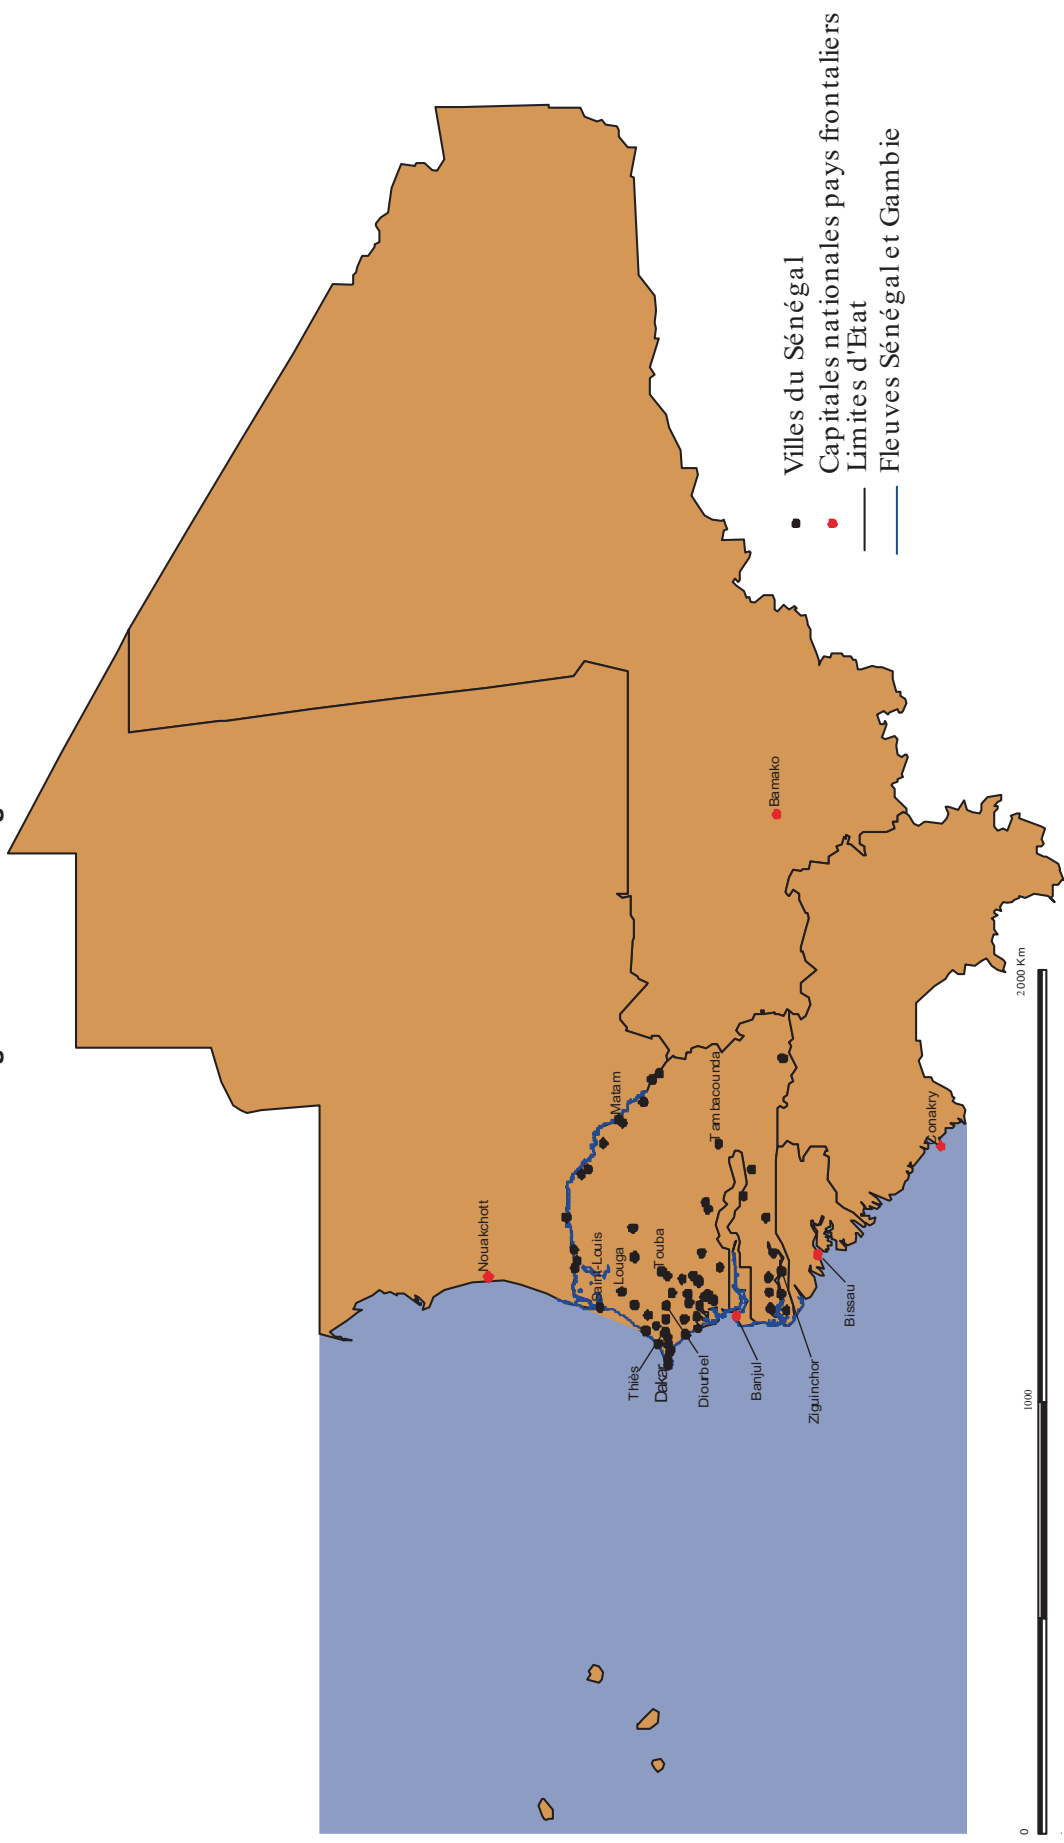 Nouakchott
Saint-Louis
Louga
Matam
Touba
Tambacounda
Thiès
Dakar
Diourbel
Banjul
Ziguinchor
Bissau
Conakry
Bamako
Villes du Sénégal
Capitales nationales pays frontaliers
Limites d'Etat
Fleuves Sénégal et Gambie
0
1000
2000 Km